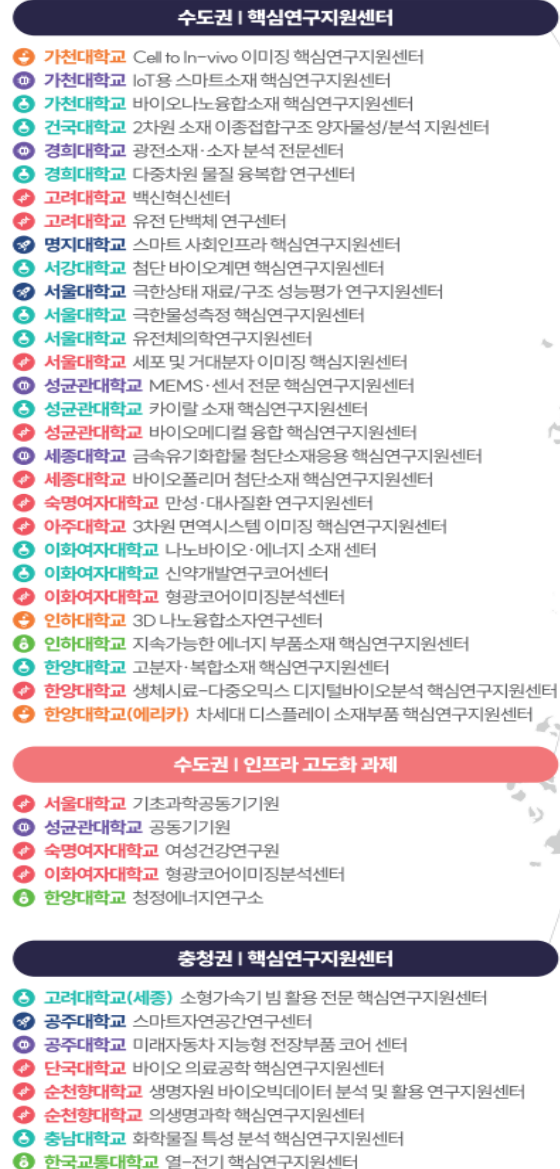 수도권 | 핵심연구지원센터
가천대학교 Cell to In-vivo 이미징 핵심연구지원센터
가천대학교 IoT용 스마트소재 핵심연구지원센터
가천대학교 바이오나노융합소재 핵심연구지원센터
건국대학교 2차원 소재 이종접합구조 양자물성/분석 지원센터
경희대학교 광전소재·소자 분석 전문센터
경희대학교 다중차원 물질 융복합 연구센터
고려대학교 백신혁신센터
고려대학교 유전 단백체 연구센터
명지대학교 스마트 사회인프라 핵심연구지원센터
서강대학교 첨단 바이오계면 핵심연구지원센터
서울대학교 극한상태 재료/구조 성능평가 연구지원센터
서울대학교 극한물성측정 핵심연구지원센터
서울대학교 유전체의학연구지원센터
서울대학교 세포 및 거대분자 이미징 핵심지원센터
성균관대학교 MEMS·센서 전문 핵심연구지원센터
성균관대학교 카이랄 소재 핵심연구지원센터
성균관대학교 바이오메디컬 융합 핵심연구지원센터
세종대학교 금속유기화합물 첨단소재응용 핵심연구지원센터
세종대학교 바이오폴리머 첨단소재 핵심연구지원센터
숙명여자대학교 만성·대사질환 연구지원센터
아주대학교 3차원 면역시스템 이미징 핵심연구지원센터
이화여자대학교 나노바이오·에너지 소재 센터
이화여자대학교 신약개발연구코어센터
이화여자대학교 형광코어이미징분석센터
인하대학교 3D 나노융합소자연구센터
인하대학교 지속가능한 에너지 부품소재 핵심연구지원센터
한양대학교 고분자·복합소재 핵심연구지원센터
한양대학교 생체시료-다중오믹스 디지털바이오분석 핵심연구지원센터
한양대학교(에리카) 차세대 디스플레이 소재부품 핵심연구지원센터
수도권 | 인프라 고도화 과제
서울대학교 기초과학공동기기원
성균관대학교 공동기기원
숙명여자대학교 여성건강연구원
이화여자대학교 형광코어이미징분석센터
한양대학교 청정에너지연구소
충청권 | 핵심연구지원센터
고려대학교(세종) 소형가속기 빔 활용 전문 핵심연구지원센터
공주대학교 스마트자연공간연구센터
공주대학교 미래자동차 지능형 전장부품 코어 센터
단국대학교 바이오 의료공학 핵심연구지원센터
순천향대학교 생명자원 바이오빅데이터 분석 및 활용 연구지원센터
순천향대학교 의생명과학 핵심연구지원센터
충남대학교 화학물질 특성 분석 핵심연구지원센터
한국교통대학교 열-전기 핵심연구지원센터